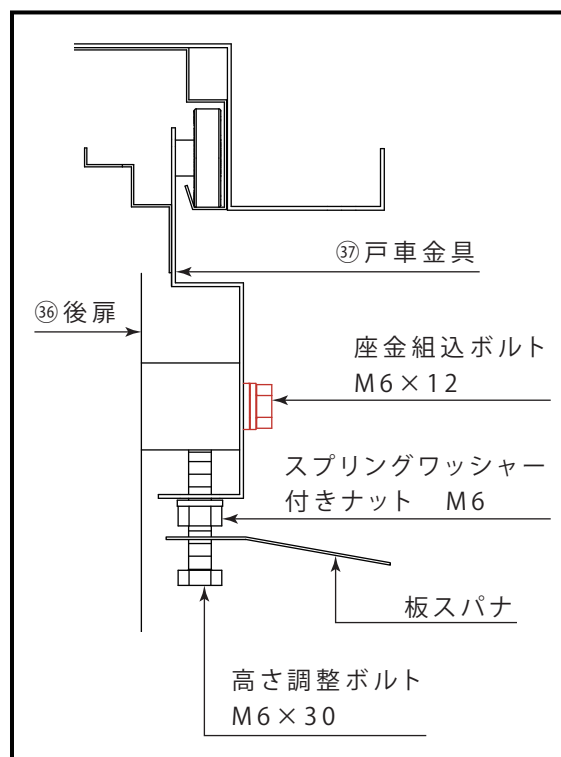 ㊲戸車金具
㊱後扉
座金組込ボルト
M6×12
スプリングワッシャー
付きナット　M6
板スパナ
高さ調整ボルト
M6×30